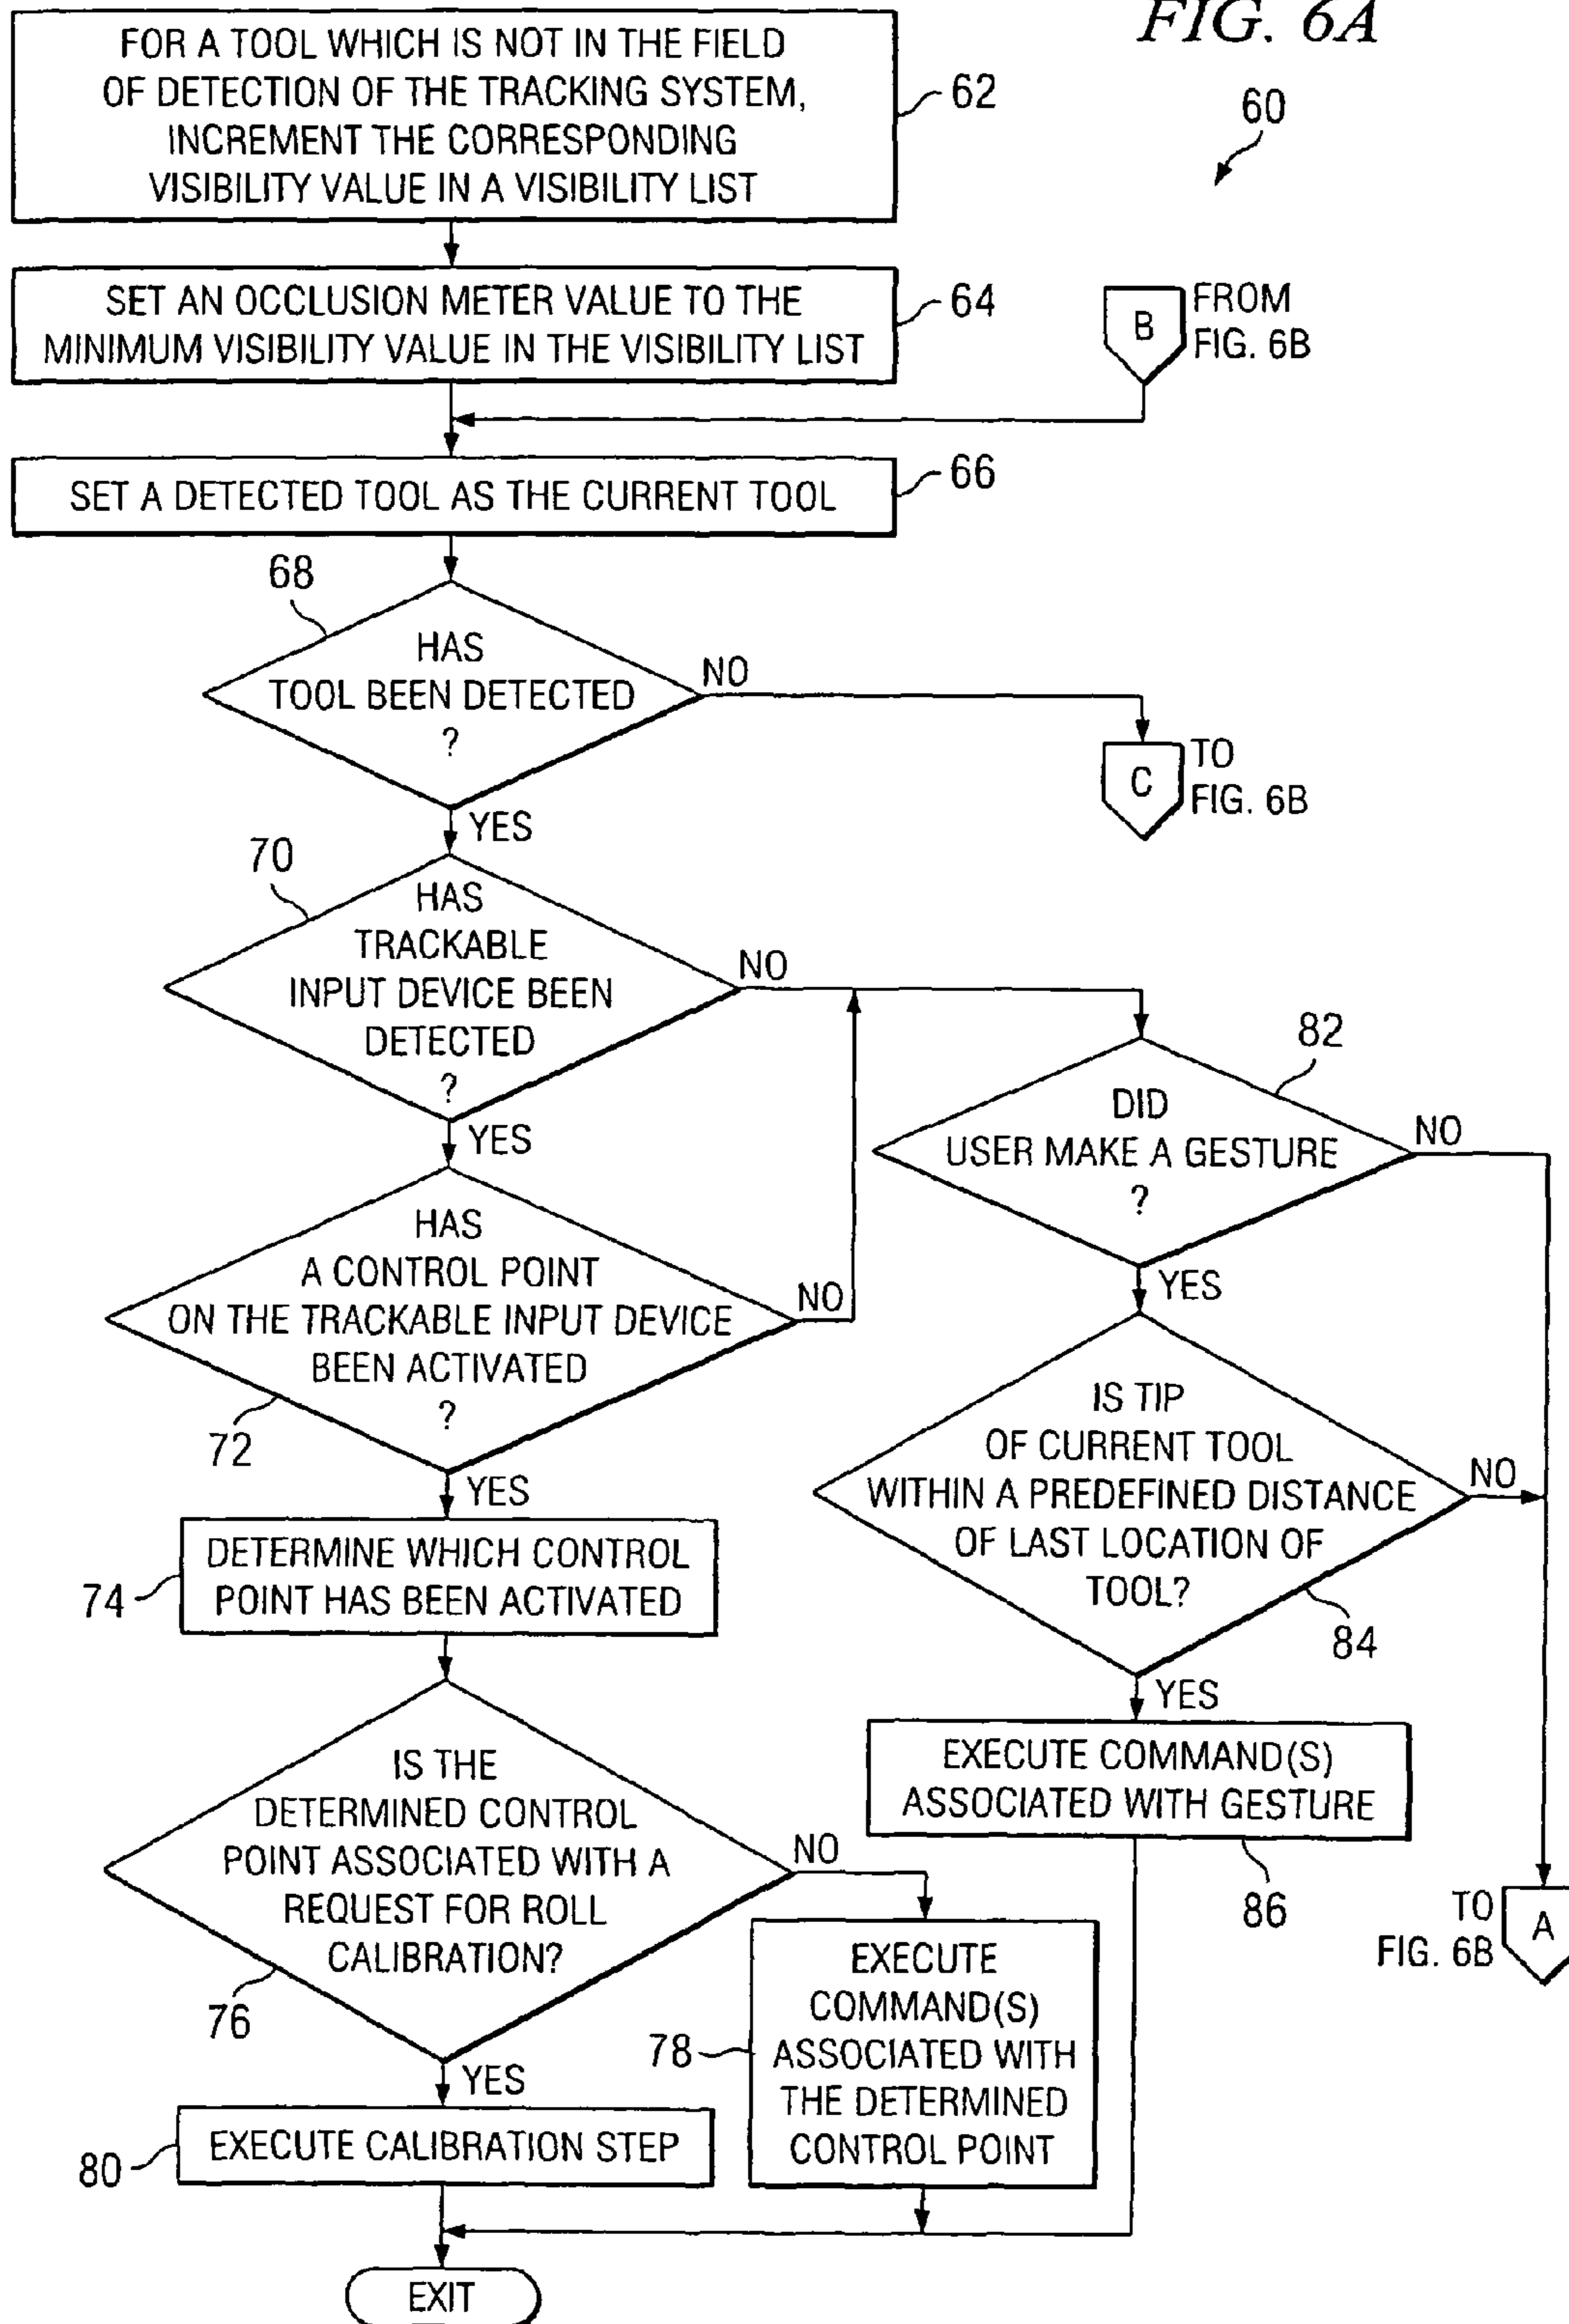 FIG. 6A
60
FOR A TOOL WHICH IS NOT IN THE FIELD
OF DETECTION OF THE TRACKING SYSTEM,
INCREMENT THE CORRESPONDING
VISIBILITY VALUE IN A VISIBILITY LIST
62
SET AN OCCLUSION METER VALUE TO THE
MINIMUM VISIBILITY VALUE IN THE VISIBILITY LIST
64
B
FROM
FIG. 6B
SET A DETECTED TOOL AS THE CURRENT TOOL
66
68
HAS
TOOL BEEN DETECTED
?
NO
C
TO
FIG. 6B
YES
70
HAS
TRACKABLE
INPUT DEVICE BEEN
DETECTED
?
NO
YES
HAS
A CONTROL POINT
ON THE TRACKABLE INPUT DEVICE
BEEN ACTIVATED
?
72
NO
YES
74
DETERMINE WHICH CONTROL
POINT HAS BEEN ACTIVATED
IS THE
DETERMINED CONTROL
POINT ASSOCIATED WITH A
REQUEST FOR ROLL
CALIBRATION?
76
NO
78
EXECUTE
COMMAND(S)
ASSOCIATED WITH
THE DETERMINED
CONTROL POINT
YES
80
EXECUTE CALIBRATION STEP
82
DID
USER MAKE A GESTURE
?
NO
YES
IS TIP
OF CURRENT TOOL
WITHIN A PREDEFINED DISTANCE
OF LAST LOCATION OF
TOOL?
84
NO
YES
EXECUTE COMMAND(S)
ASSOCIATED WITH GESTURE
86
TO
FIG. 6B
A
EXIT